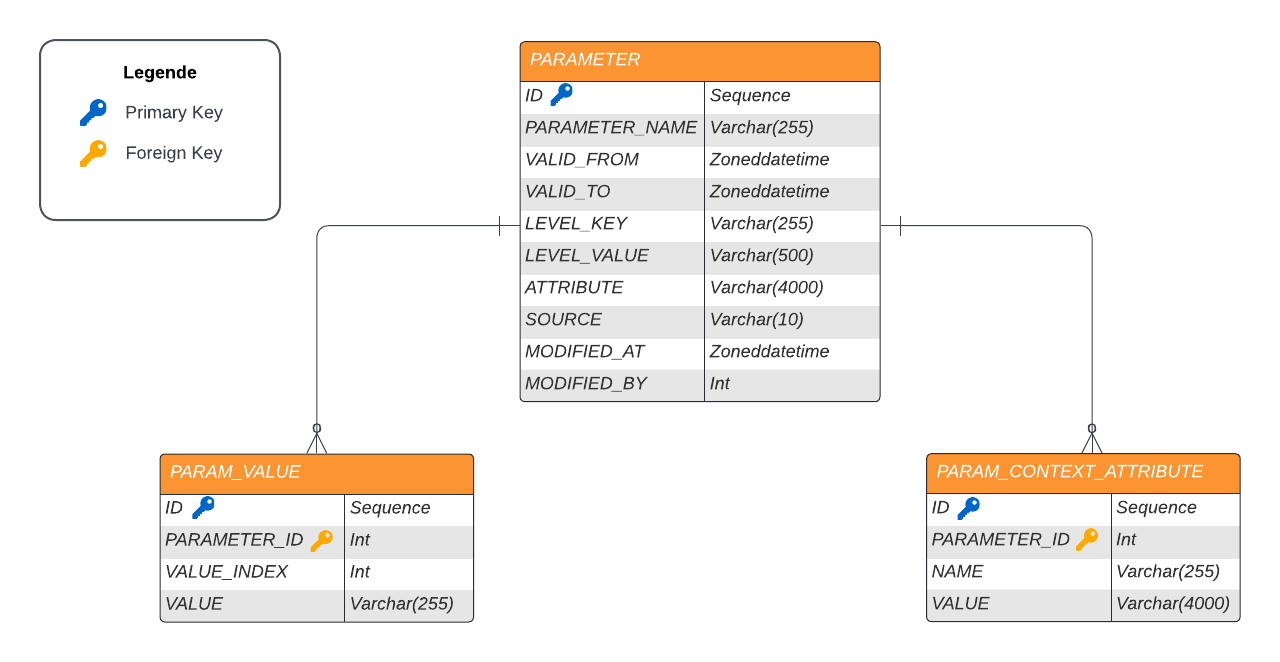 Legende
Primary Key
Foreign Key
PARAMETER
ID Sequence
PARAMETER_NAME Varchar(255)
VALID_FROM Zoneddatetime
VALID_TO Zoneddatetime
LEVEL_KEY Varchar(255)
LEVEL_VALUE Varchar(500)
ATTRIBUTE Varchar(4000)
SOURCE Varchar(10)
MODIFIED_AT Zoneddatetime
MODIFIED_BY Int
PARAM_VALUE
ID Sequence
PARAMETER_ID Int
VALUE_INDEX Int
VALUE Varchar(255)
PARAM_CONTEXT_ATTRIBUTE
ID Sequence
PARAMETER_ID Int
NAME Varchar(255)
VALUE Varchar(4000)